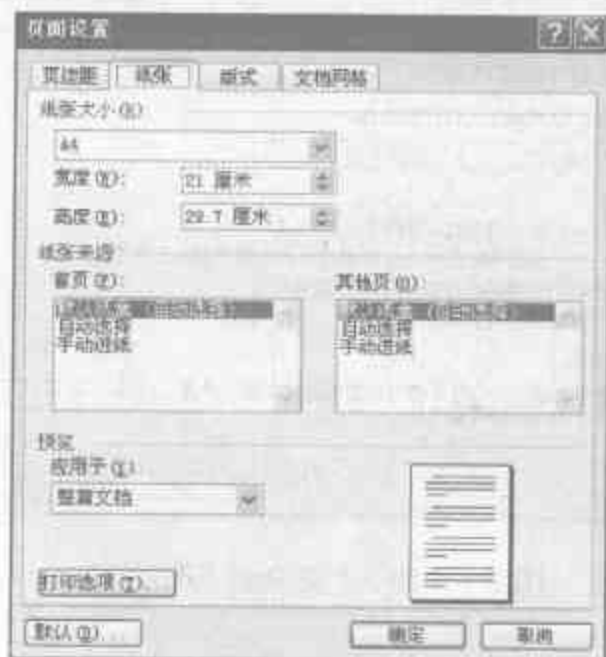 页面设置
页边距 纸张 版式 文档网格
纸张大小(R)
A4
宽度(W): 21 厘米
高度(E): 29.7 厘米
纸张来源
首页(F): 其他页(O):
自动选择 自动选择
手动进纸 手动进纸
预览
应用于(Y):
整篇文档
打印选项(T)...
默认(D)... 确定 取消